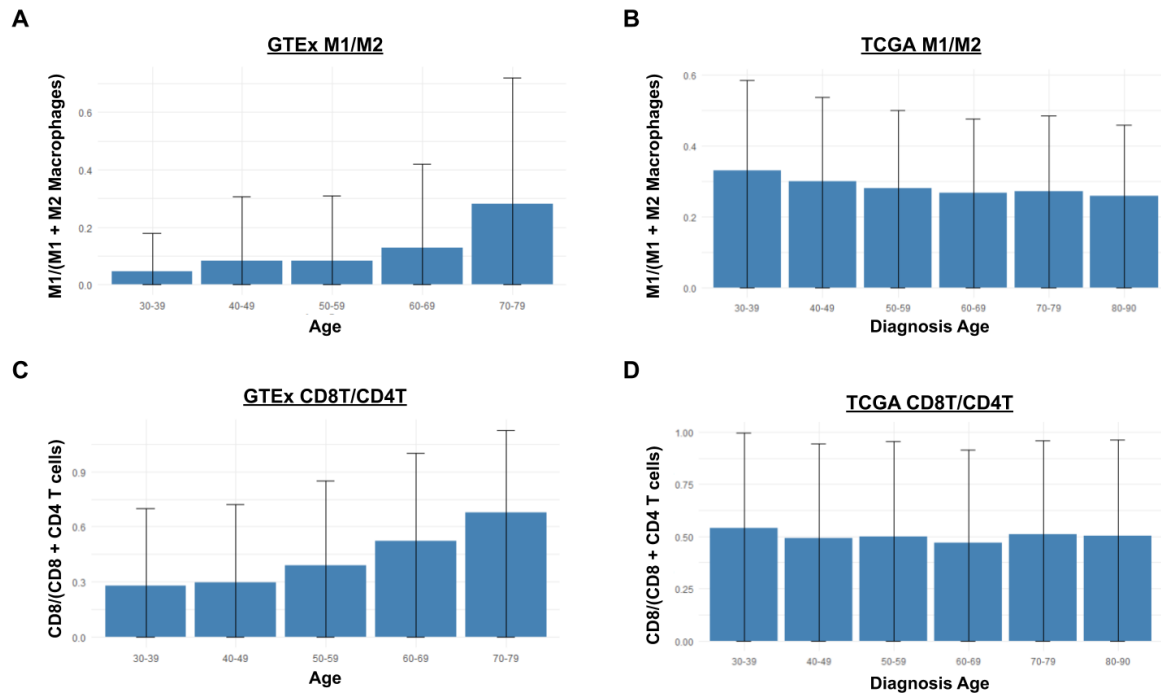 A
GTEx M1/M2
M1/(M1 + M2 Macrophages)
0.6
0.4
0.2
0.0
30-39 40-49 50-59 60-69 70-79
Age
B
TCGA M1/M2
M1/(M1 + M2 Macrophages)
0.6
0.4
0.2
0.0
30-39 40-49 50-59 60-69 70-79 80-90
Diagnosis Age
C
GTEx CD8T/CD4T
CD8/(CD8 + CD4 T cells)
0.9
0.6
0.3
0.0
30-39 40-49 50-59 60-69 70-79
Age
D
TCGA CD8T/CD4T
CD8/(CD8 + CD4 T cells)
1.00
0.75
0.50
0.25
0.00
30-39 40-49 50-59 60-69 70-79 80-90
Diagnosis Age